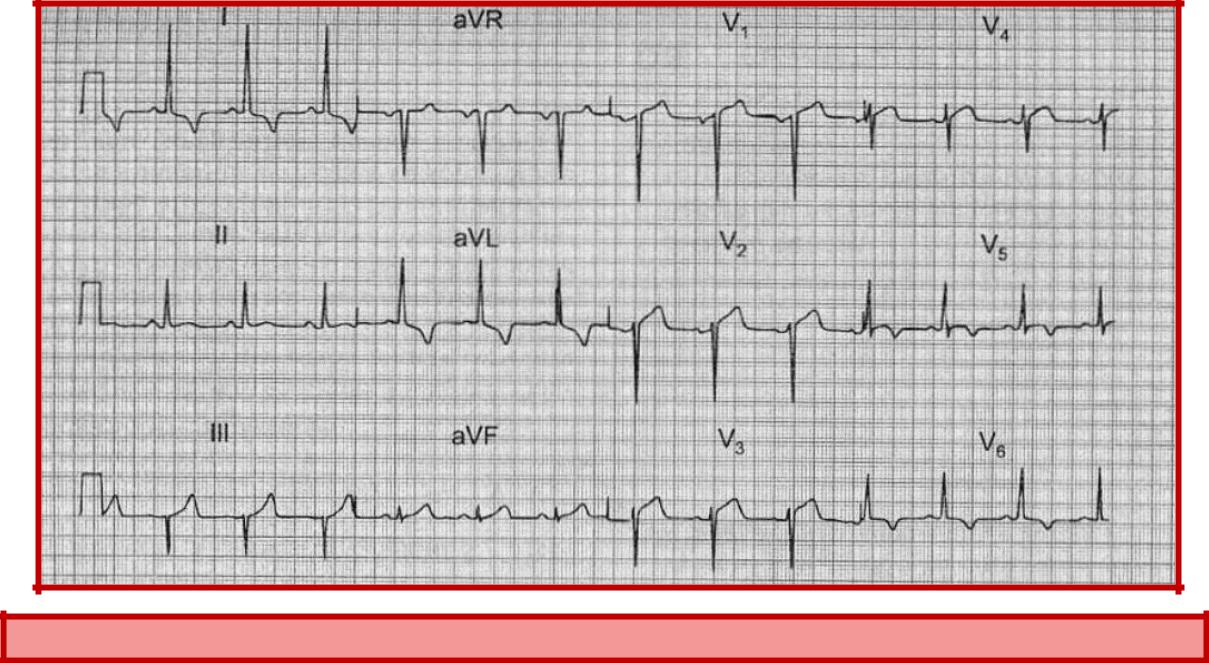 I aVR V₁ V₄
II aVL V₂ V₅
III aVF V₃ V₆